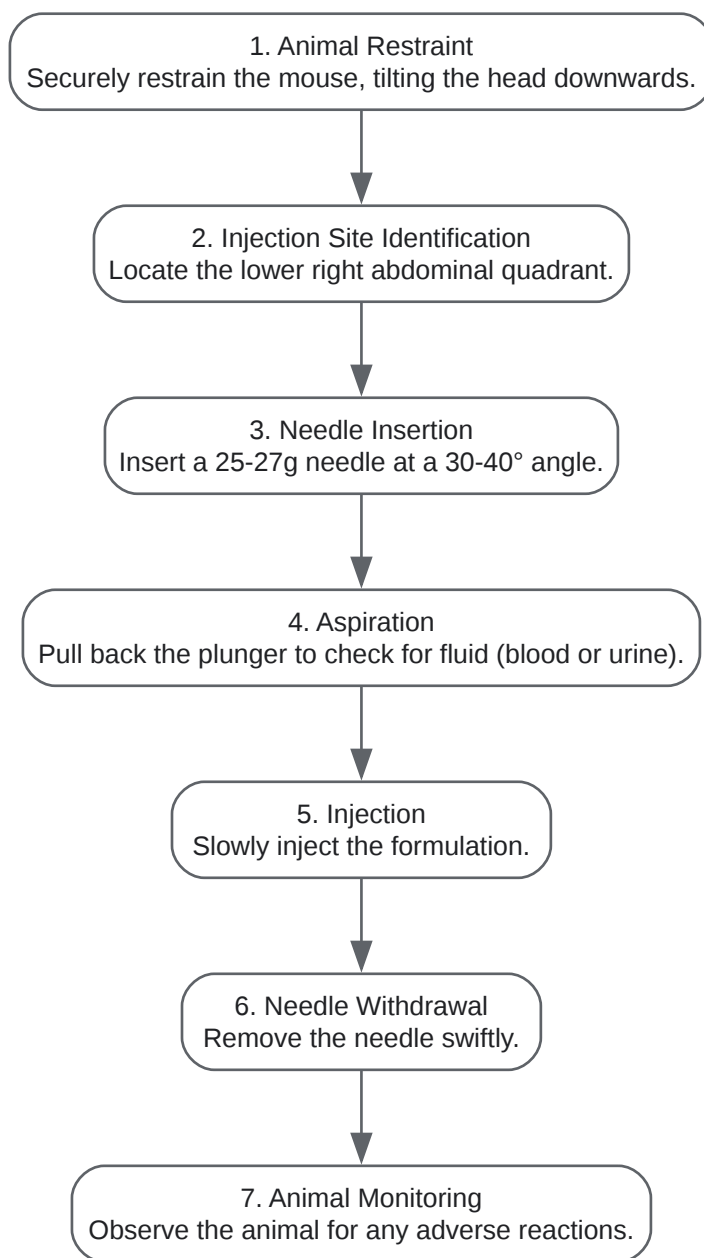 1. Animal Restraint
Securely restrain the mouse, tilting the head downwards.
2. Injection Site Identification
Locate the lower right abdominal quadrant.
3. Needle Insertion
Insert a 25-27g needle at a 30-40° angle.
4. Aspiration
Pull back the plunger to check for fluid (blood or urine).
5. Injection
Slowly inject the formulation.
6. Needle Withdrawal
Remove the needle swiftly.
7. Animal Monitoring
Observe the animal for any adverse reactions.